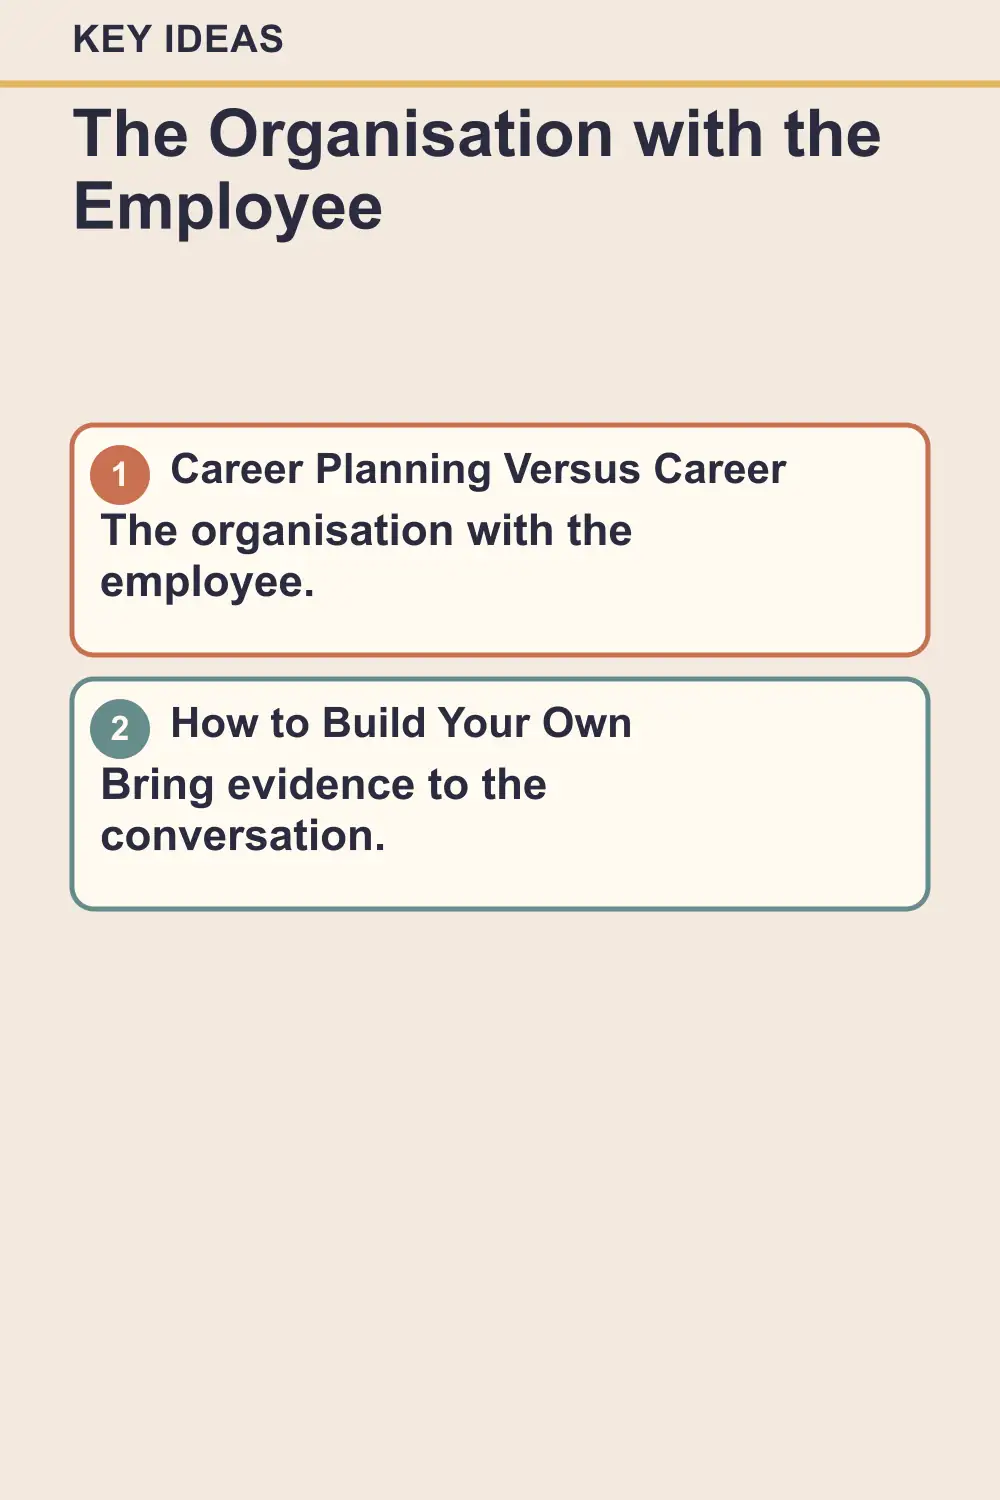 KEY IDEAS
The Organisation with the
Employee
1 Career Planning Versus Career
The organisation with the
employee.
2 How to Build Your Own
Bring evidence to the
conversation.